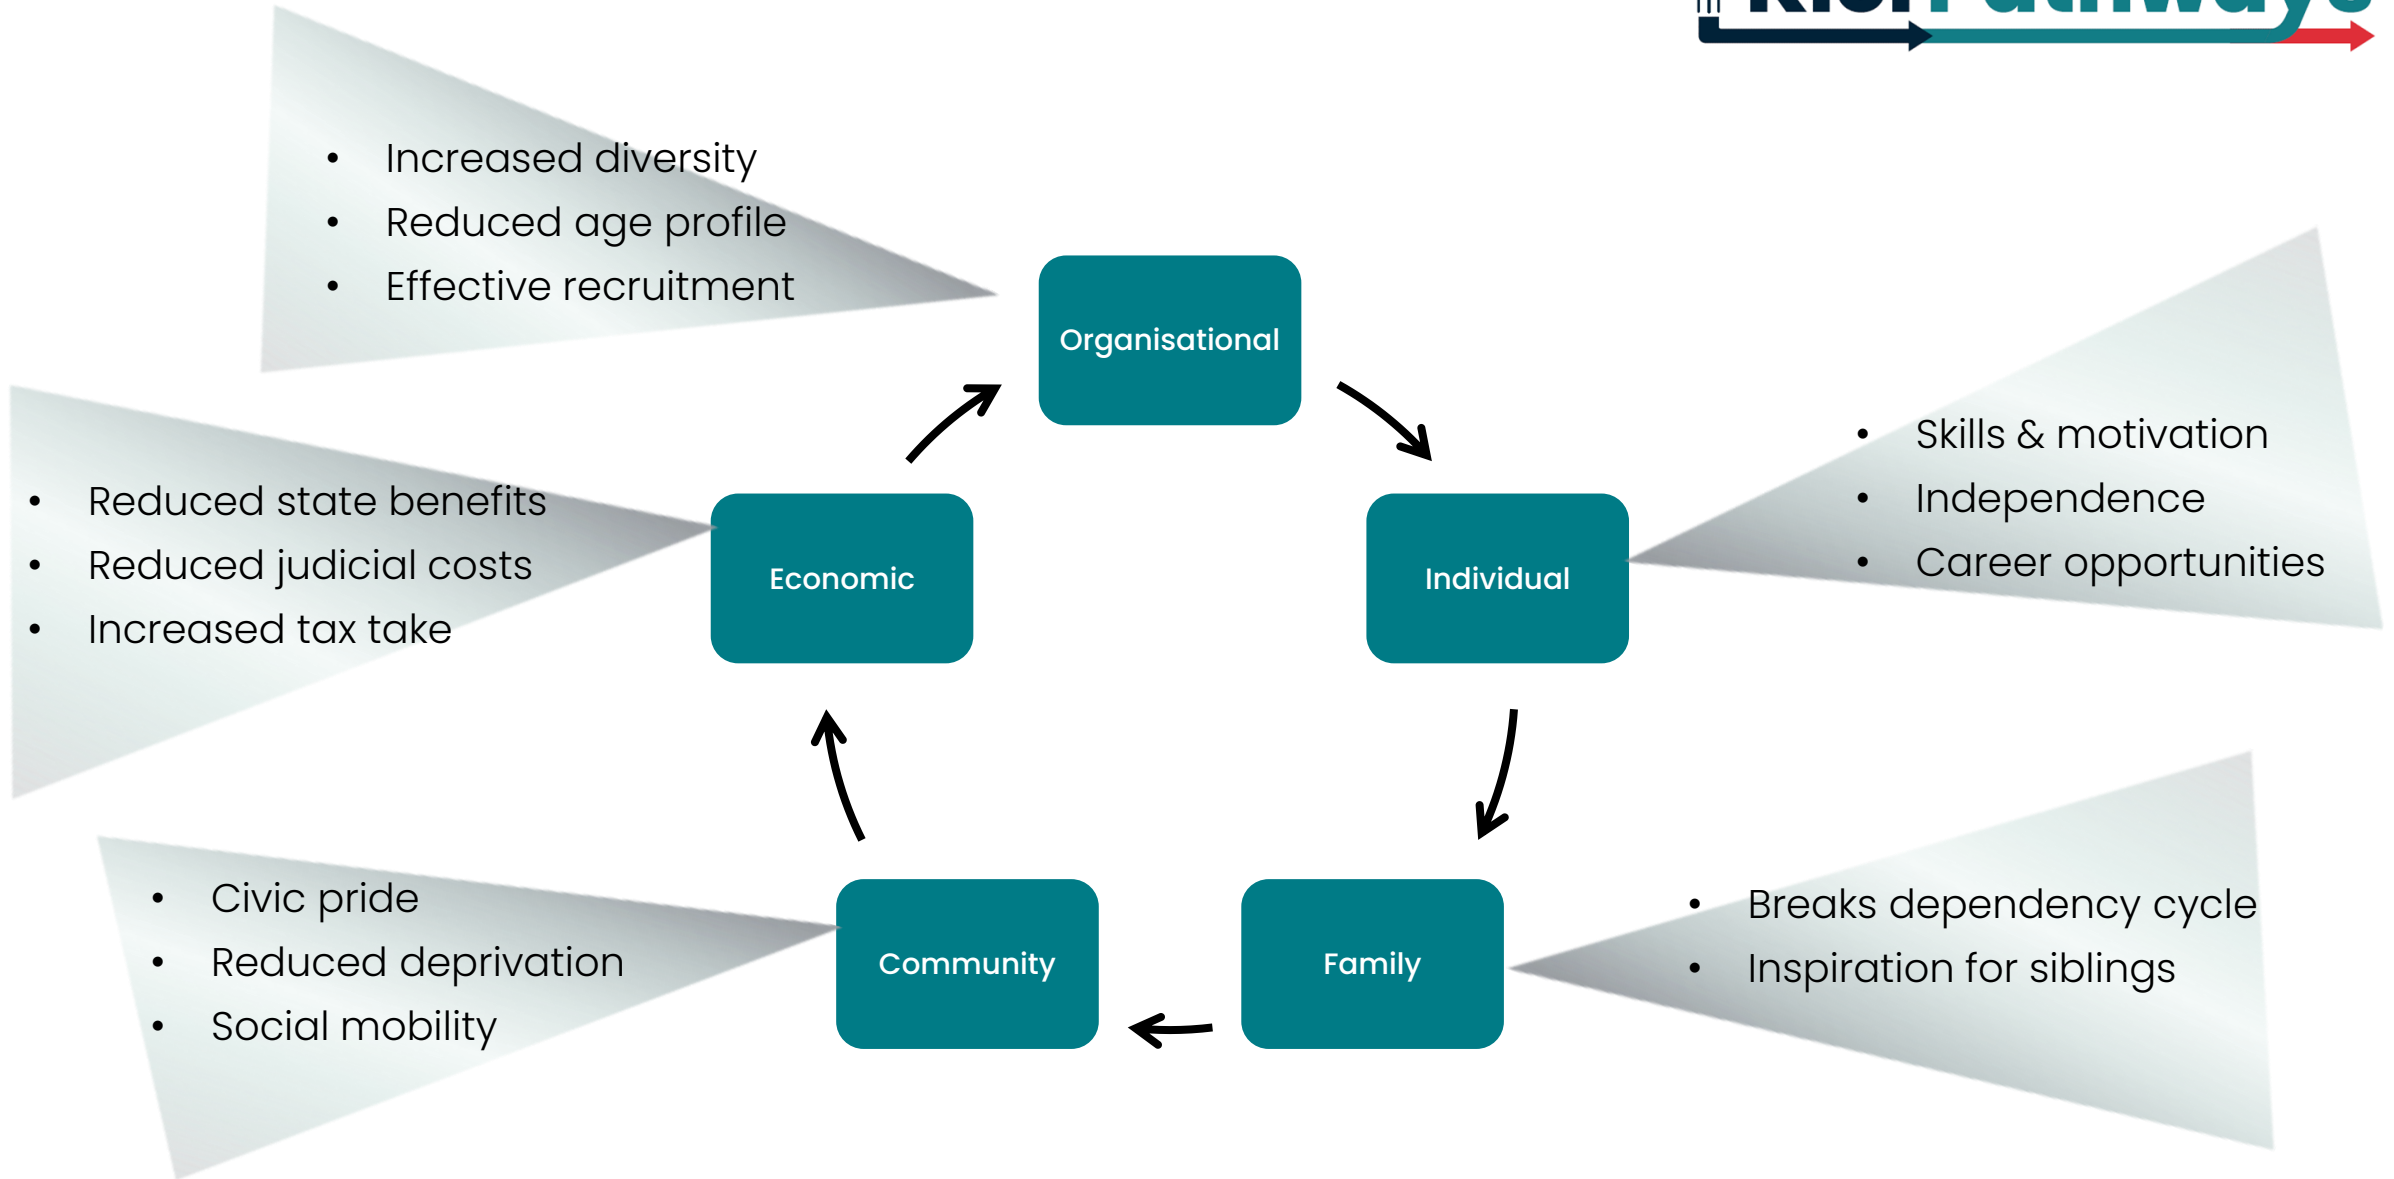 • Increased diversity
• Reduced age profile
• Effective recruitment
Organisational
• Skills & motivation
• Independence
• Career opportunities
Individual
• Reduced state benefits
• Reduced judicial costs
• Increased tax take
Economic
• Breaks dependency cycle
• Inspiration for siblings
Family
• Civic pride
• Reduced deprivation
• Social mobility
Community